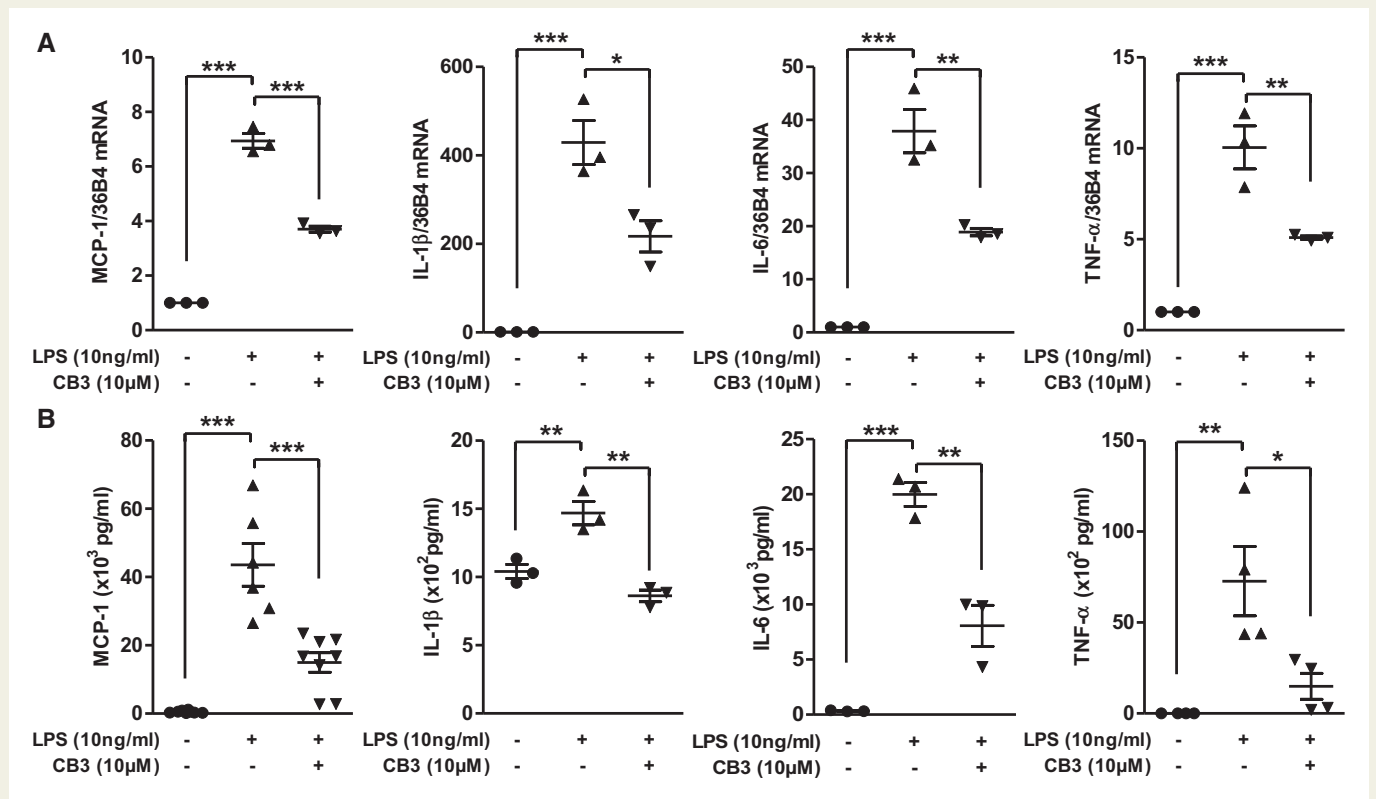 A
MCP-1/36B4 mRNA
10
8
6
4
2
0
*** ***
IL-1β/36B4 mRNA
600
400
200
0
*** *
IL-6/36B4 mRNA
50
40
30
20
10
0
*** **
TNF-α/36B4 mRNA
15
10
5
0
*** **
LPS (10ng/ml) - + +
CB3 (10µM) - - +
LPS (10ng/ml) - + +
CB3 (10µM) - - +
LPS (10ng/ml) - + +
CB3 (10µM) - - +
LPS (10ng/ml) - + +
CB3 (10µM) - - +
B
MCP-1 (x10³ pg/ml)
80
60
40
20
0
*** ***
IL-1β (x10²pg/ml)
20
15
10
5
0
** **
IL-6 (x10³pg/ml)
25
20
15
10
5
0
*** **
TNF-α (x10² pg/ml)
150
100
50
0
** *
LPS (10ng/ml) - + +
CB3 (10µM) - - +
LPS (10ng/ml) - + +
CB3 (10µM) - - +
LPS (10ng/ml) - + +
CB3 (10µM) - - +
LPS (10ng/ml) - + +
CB3 (10µM) - - +